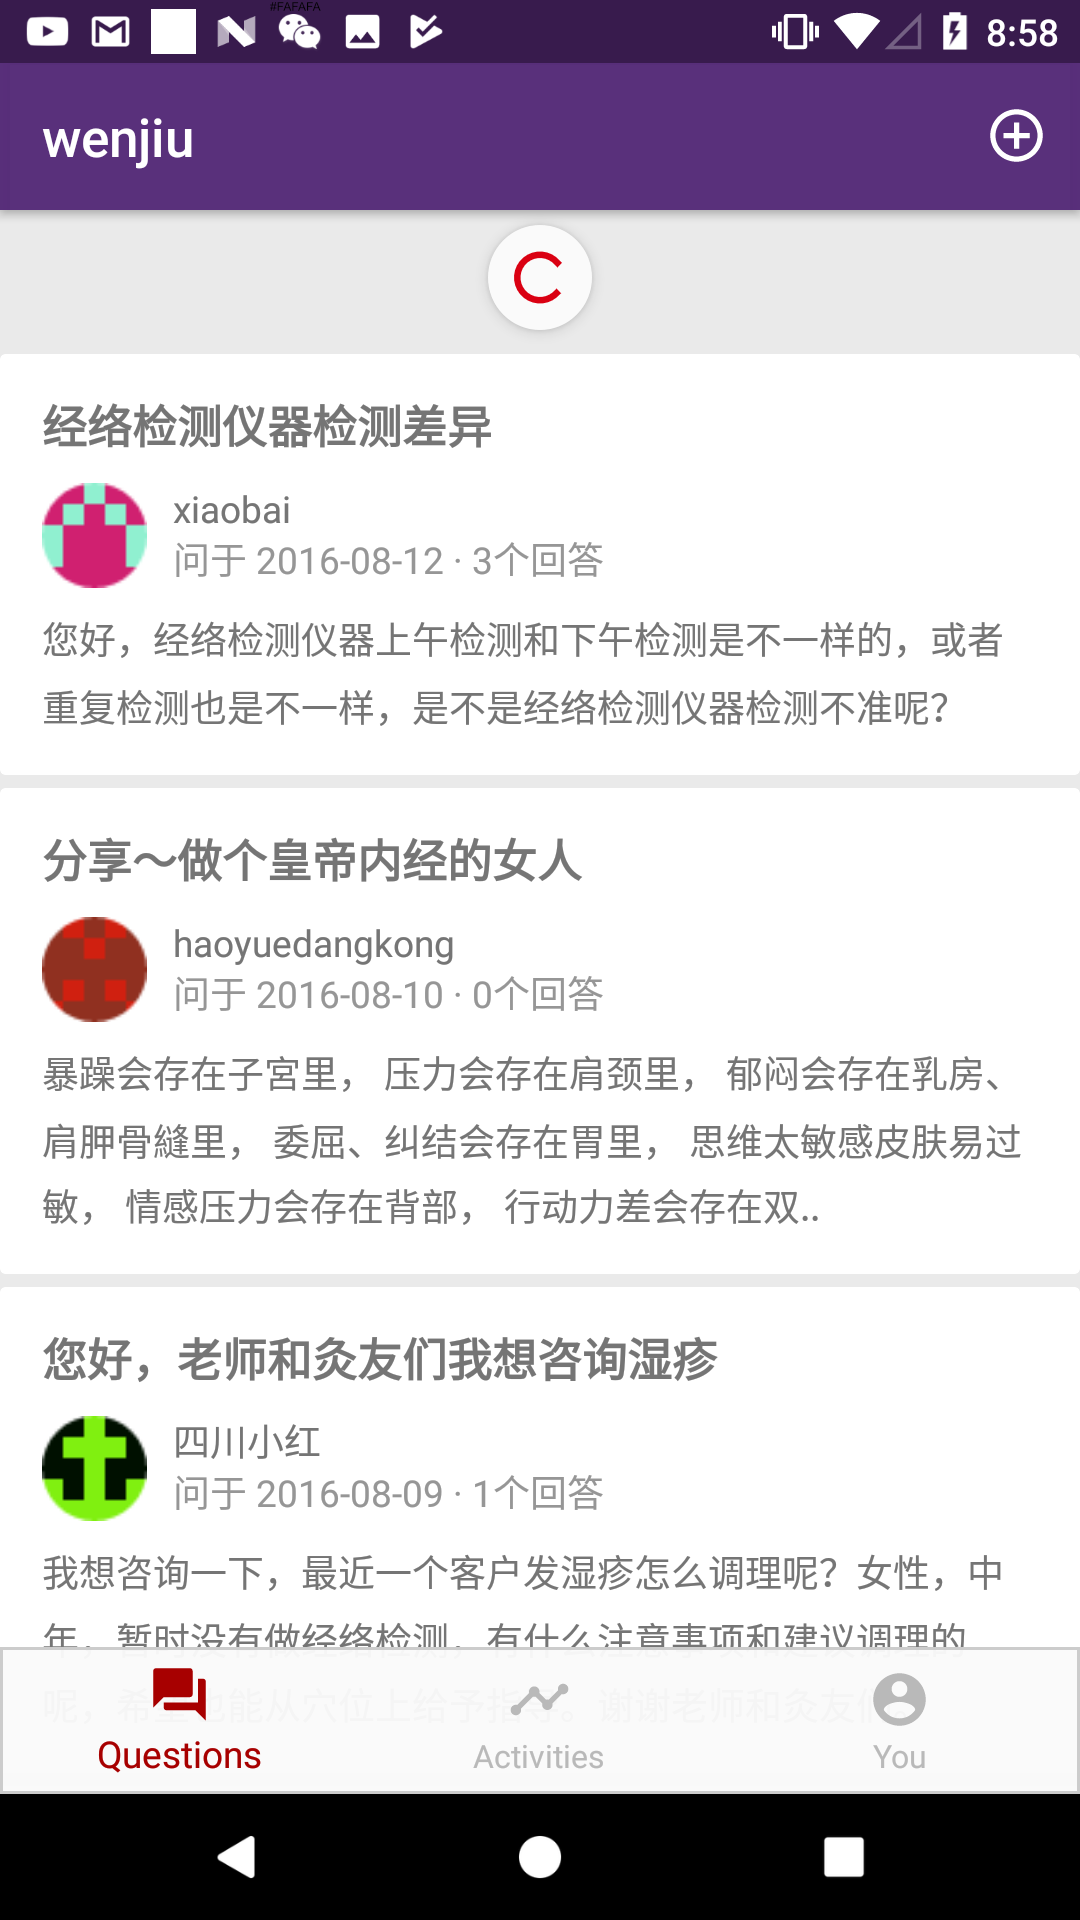 #FAFAFA
8:58
wenjiu
经络检测仪器检测差异
xiaobai
问于 2016-08-12 · 3个回答
您好，经络检测仪器上午检测和下午检测是不一样的，或者
重复检测也是不一样，是不是经络检测仪器检测不准呢？
分享～做个皇帝内经的女人
haoyuedangkong
问于 2016-08-10 · 0个回答
暴躁会存在子宫里， 压力会存在肩颈里， 郁闷会存在乳房、
肩胛骨縫里， 委屈、纠结会存在胃里， 思维太敏感皮肤易过
敏， 情感压力会存在背部， 行动力差会存在双..
您好，老师和灸友们我想咨询湿疹
四川小红
问于 2016-08-09 · 1个回答
我想咨询一下，最近一个客户发湿疹怎么调理呢？女性，中
年，暂时没有做经络检测，有什么注意事项和建议调理的
呢，希望也能从穴位上给予指导。谢谢老师和灸友们
Questions
Activities
You